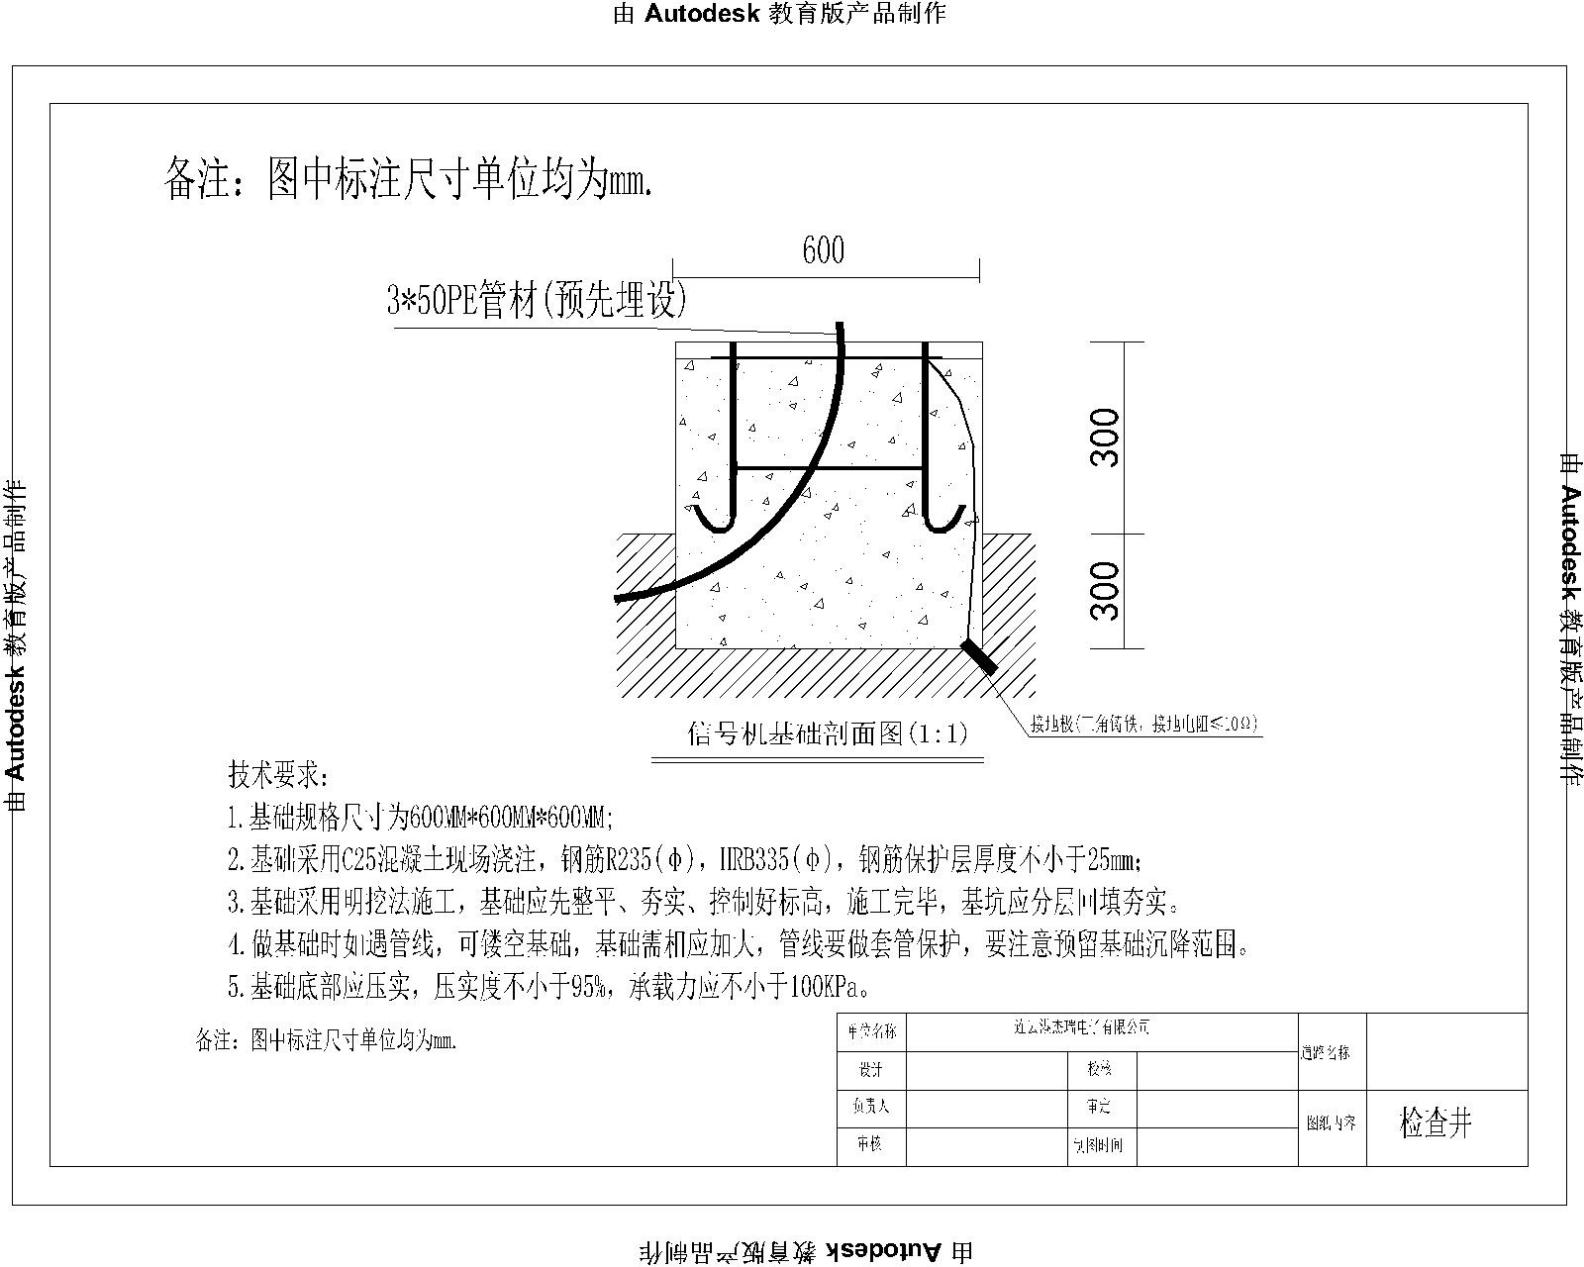 由 Autodesk 教育版产品制作
备注：图中标注尺寸单位均为mm.
600
3*50PE管材(预先埋设)
300
300
由 Autodesk 教育版产品制作
由 Autodesk 教育版产品制作
信号机基础剖面图(1:1)
接地极(三角铸铁，接地电阻≤10Ω)
技术要求:
1.基础规格尺寸为600MM*600MM*600MM;
2.基础采用C25混凝土现场浇注，钢筋R235(ф)，HRB335(ф)，钢筋保护层厚度不小于25mm;
3.基础采用明挖法施工，基础应先整平、夯实、控制好标高，施工完毕，基坑应分层回填夯实。
4.做基础时如遇管线，可镂空基础，基础需相应加大，管线要做套管保护，要注意预留基础沉降范围。
5.基础底部应压实，压实度不小于95%，承载力应不小于100KPa。
备注：图中标注尺寸单位均为mm.
单位名称 连云港杰瑞电子有限公司 道路名称
设计 校核
负责人 审定 图纸内容 检查井
审核 制图时间
由 Autodesk 教育版产品制作